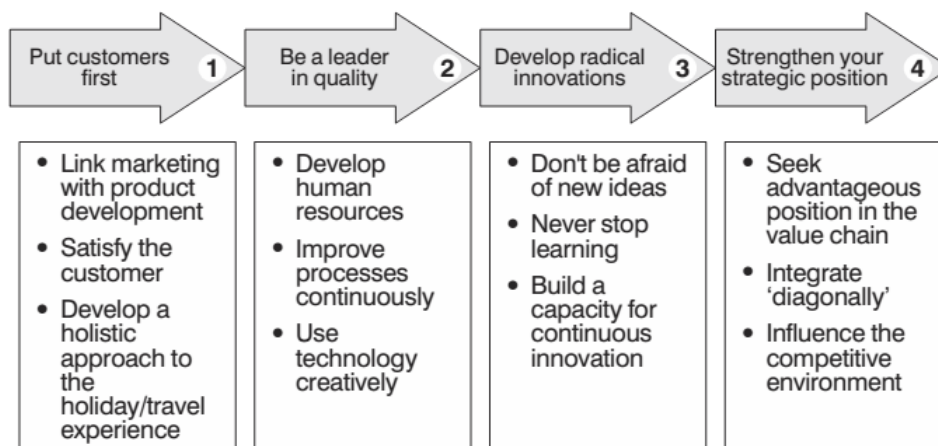 Put customers
first
1
Be a leader
in quality
2
Develop radical
innovations
3
Strengthen your
strategic position
4
• Link marketing
with product
development
• Satisfy the
customer
• Develop a
holistic
approach to
the
holiday/travel
experience
• Develop
human
resources
• Improve
processes
continuously
• Use
technology
creatively
• Don't be afraid
of new ideas
• Never stop
learning
• Build a
capacity for
continuous
innovation
• Seek
advantageous
position in the
value chain
• Integrate
‘diagonally’
• Influence the
competitive
environment